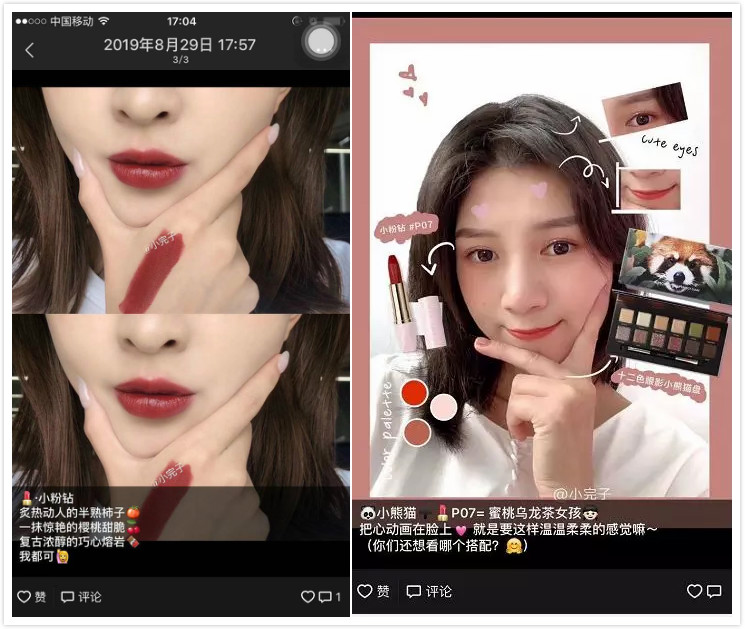 中国移动
17:04
2019年8月29日 17:57
3/3
小完子
小完子
·小粉钻
炙热动人的半熟柿子🍅
一抹惊艳的樱桃甜脆🍒
复古浓醇的巧心熔岩🍫
我都可🙋
赞
评论
1
cute eyes
小粉钻 #P07
十二色眼影小熊猫盘
color palette
@小完子
小熊猫 P07= 蜜桃乌龙茶女孩
把心动画在脸上💗 就是要这样温温柔柔的感觉嘛～
（你们还想看哪个搭配？🤗）
赞
评论